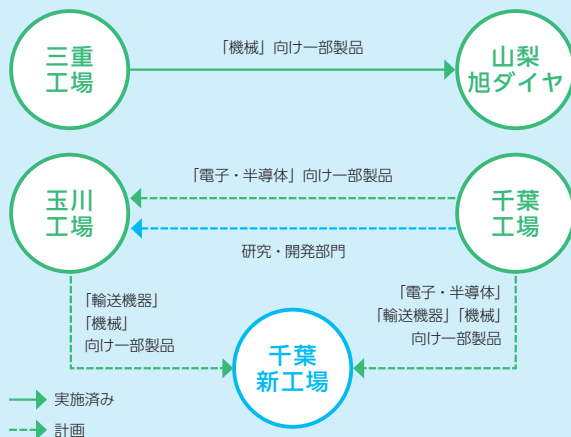 三重
工場
「機械」向け一部製品
山梨
旭ダイヤ
玉川
工場
「電子・半導体」向け一部製品
研究・開発部門
千葉
工場
「輸送機器」
「機械」
向け一部製品
千葉
新工場
「電子・半導体」
「輸送機器」「機械」
向け一部製品
実施済み
計画